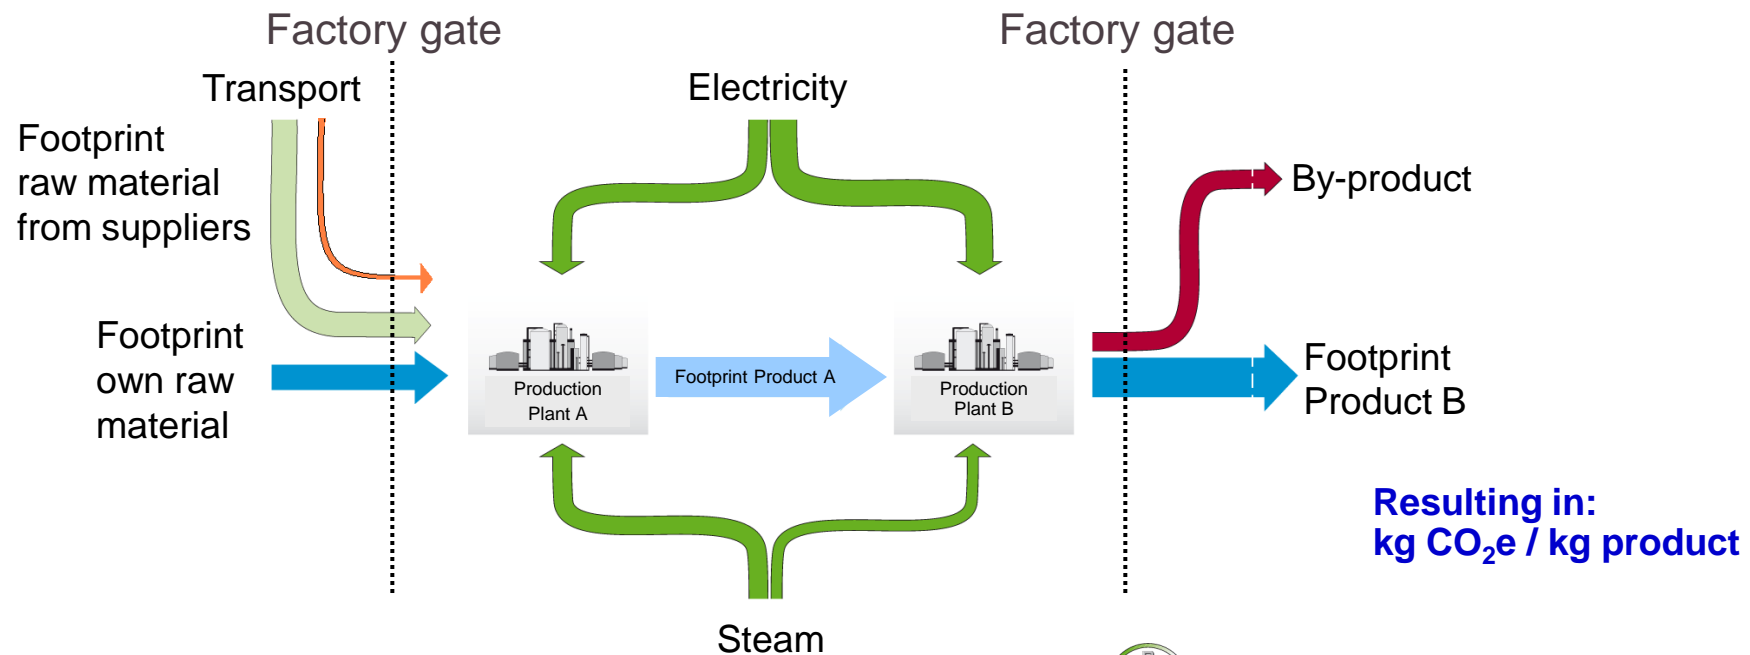 Factory gate
Factory gate
Transport
Electricity
Footprint
raw material
from suppliers
By-product
Footprint
own raw
material
Production
Plant A
Footprint Product A
Production
Plant B
Footprint
Product B
Resulting in:
kg CO₂e / kg product
Steam